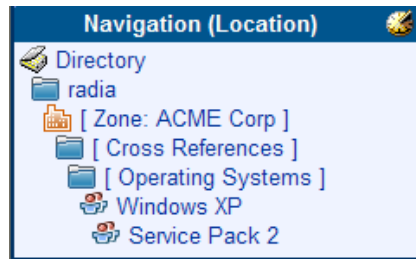 Navigation (Location)
Directory
radia
[ Zone: ACME Corp ]
[ Cross References ]
[ Operating Systems ]
Windows XP
Service Pack 2